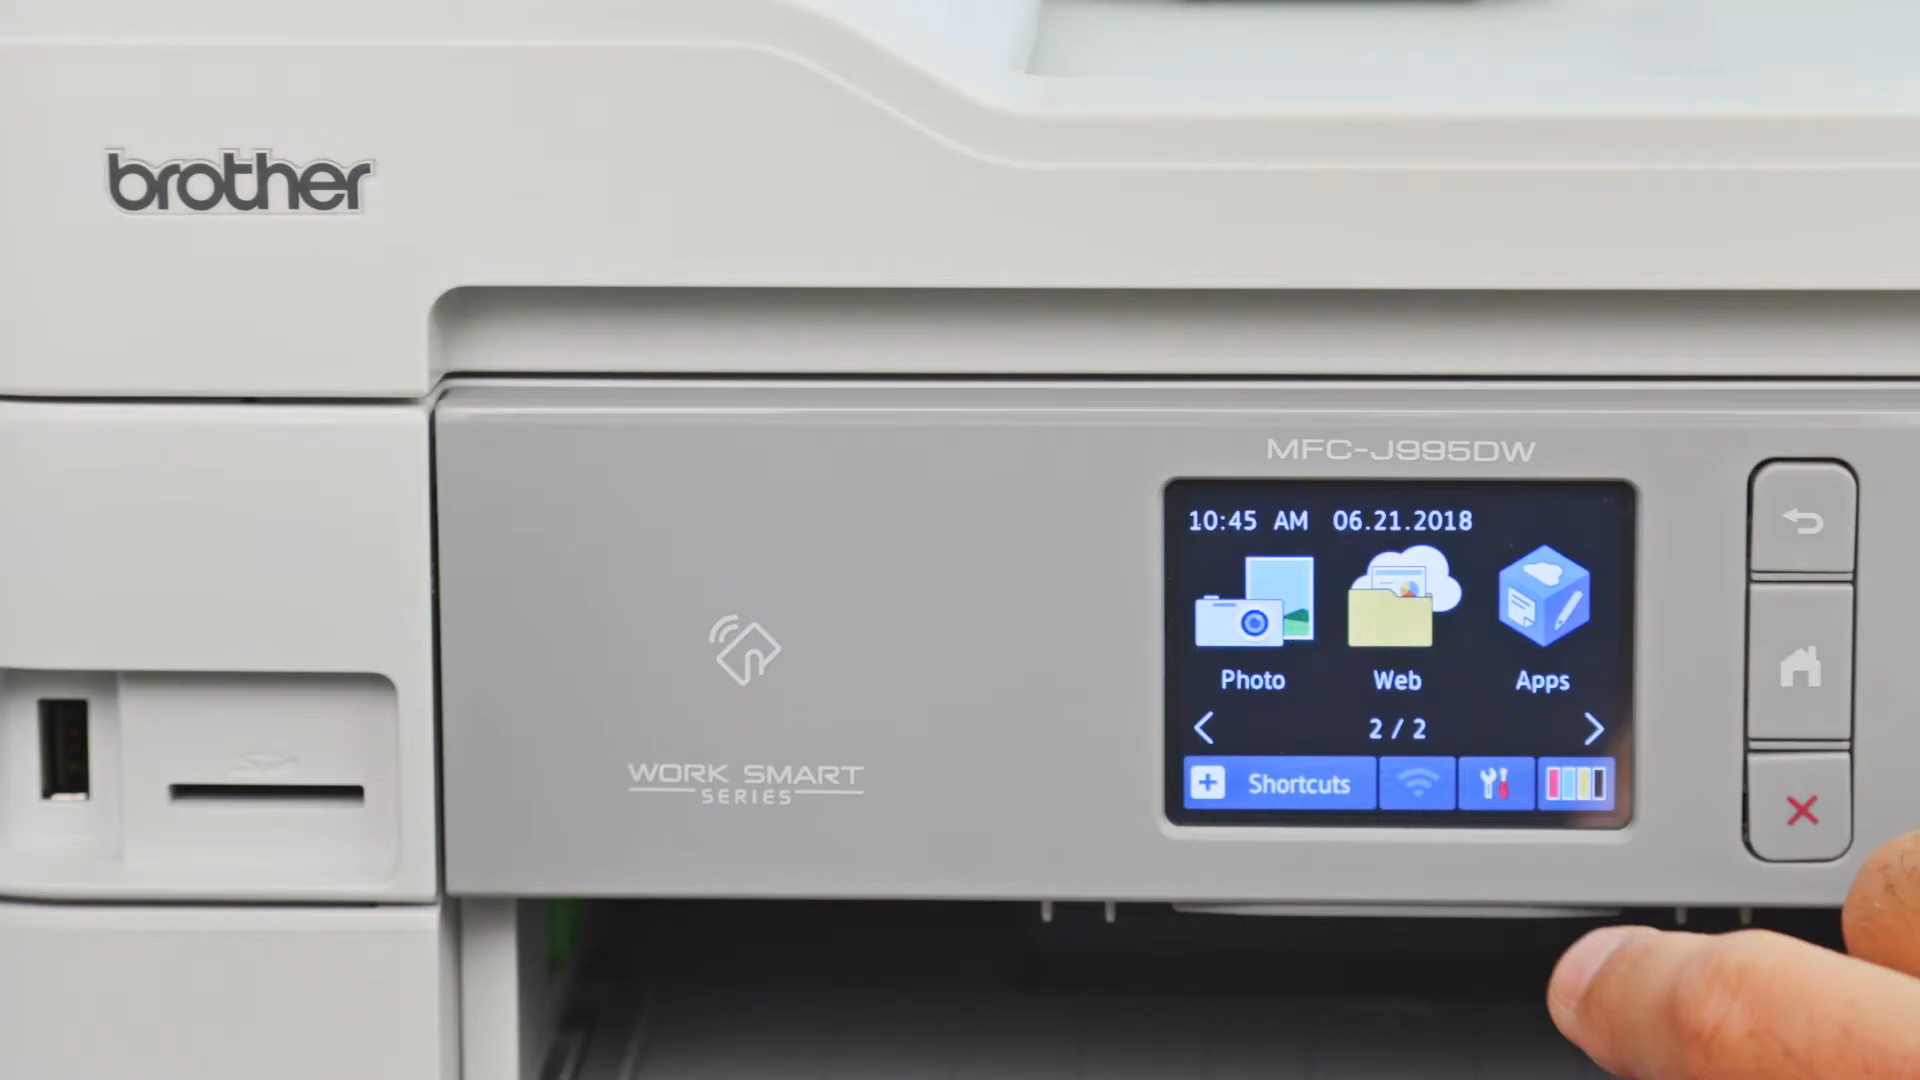 brother
MFC-J995DW
10:45 AM 06.21.2018
Photo Web Apps
2 / 2
Shortcuts
WORK SMART
SERIES